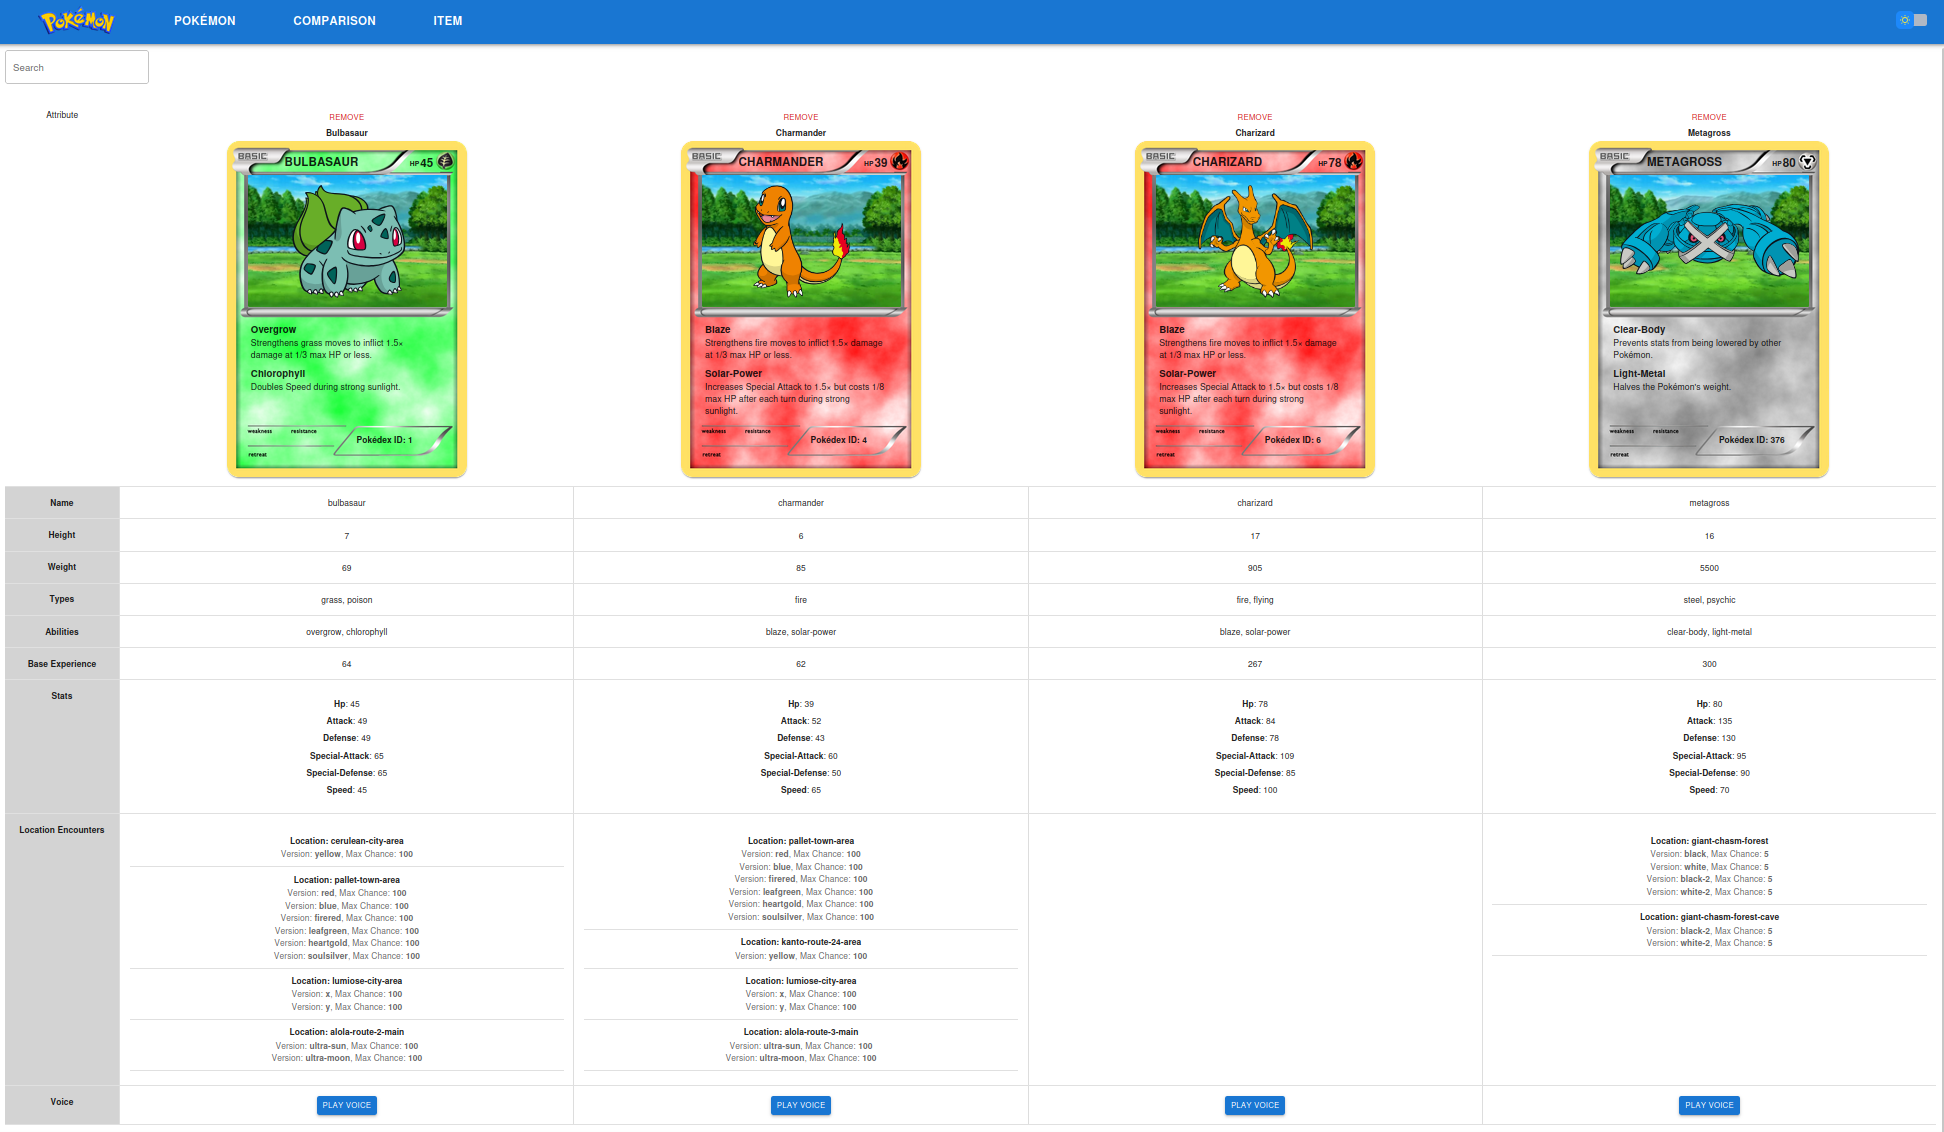 Pokémon
POKÉMON
COMPARISON
ITEM
Search
Attribute
REMOVE
Bulbasaur
BASIC
BULBASAUR
HP 45
Overgrow
Strengthens grass moves to inflict 1.5×
damage at 1/3 max HP or less.
Chlorophyll
Doubles Speed during strong sunlight.
weakness
resistance
retreat
Pokédex ID: 1
REMOVE
Charmander
BASIC
CHARMANDER
HP 39
Blaze
Strengthens fire moves to inflict 1.5× damage
at 1/3 max HP or less.
Solar-Power
Increases Special Attack to 1.5× but costs 1/8
max HP after each turn during strong
sunlight.
weakness
resistance
retreat
Pokédex ID: 4
REMOVE
Charizard
BASIC
CHARIZARD
HP 78
Blaze
Strengthens fire moves to inflict 1.5× damage
at 1/3 max HP or less.
Solar-Power
Increases Special Attack to 1.5× but costs 1/8
max HP after each turn during strong
sunlight.
weakness
resistance
retreat
Pokédex ID: 6
REMOVE
Metagross
BASIC
METAGROSS
HP 80
Clear-Body
Prevents stats from being lowered by other
Pokémon.
Light-Metal
Halves the Pokémon's weight.
weakness
resistance
retreat
Pokédex ID: 376
Name
bulbasaur
charmander
charizard
metagross
Height
7
6
17
16
Weight
69
85
905
5500
Types
grass, poison
fire
fire, flying
steel, psychic
Abilities
overgrow, chlorophyll
blaze, solar-power
blaze, solar-power
clear-body, light-metal
Base Experience
64
62
267
300
Stats
Hp: 45
Attack: 49
Defense: 49
Special-Attack: 65
Special-Defense: 65
Speed: 45
Hp: 39
Attack: 52
Defense: 43
Special-Attack: 60
Special-Defense: 50
Speed: 65
Hp: 78
Attack: 84
Defense: 78
Special-Attack: 109
Special-Defense: 85
Speed: 100
Hp: 80
Attack: 135
Defense: 130
Special-Attack: 95
Special-Defense: 90
Speed: 70
Location Encounters
Location: cerulean-city-area
Version: yellow, Max Chance: 100
Location: pallet-town-area
Version: red, Max Chance: 100
Version: blue, Max Chance: 100
Version: firered, Max Chance: 100
Version: leafgreen, Max Chance: 100
Version: heartgold, Max Chance: 100
Version: soulsilver, Max Chance: 100
Location: lumiose-city-area
Version: x, Max Chance: 100
Version: y, Max Chance: 100
Location: alola-route-2-main
Version: ultra-sun, Max Chance: 100
Version: ultra-moon, Max Chance: 100
Location: pallet-town-area
Version: red, Max Chance: 100
Version: blue, Max Chance: 100
Version: firered, Max Chance: 100
Version: leafgreen, Max Chance: 100
Version: heartgold, Max Chance: 100
Version: soulsilver, Max Chance: 100
Location: kanto-route-24-area
Version: yellow, Max Chance: 100
Location: lumiose-city-area
Version: x, Max Chance: 100
Version: y, Max Chance: 100
Location: alola-route-3-main
Version: ultra-sun, Max Chance: 100
Version: ultra-moon, Max Chance: 100
Location: giant-chasm-forest
Version: black, Max Chance: 5
Version: white, Max Chance: 5
Version: black-2, Max Chance: 5
Version: white-2, Max Chance: 5
Location: giant-chasm-forest-cave
Version: black-2, Max Chance: 5
Version: white-2, Max Chance: 5
Voice
PLAY VOICE
PLAY VOICE
PLAY VOICE
PLAY VOICE